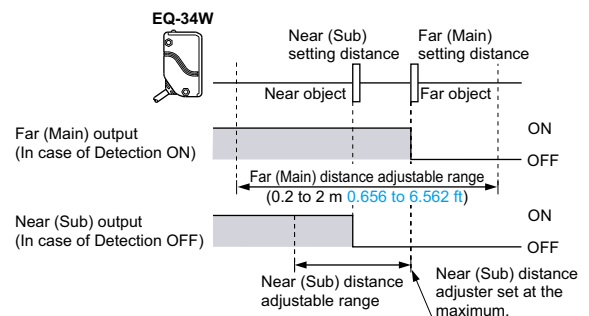 EQ-34W
Near (Sub)
setting distance
Far (Main)
setting distance
Near object
Far object
Far (Main) output
(In case of Detection ON)
ON
OFF
Far (Main) distance adjustable range
(0.2 to 2 m 0.656 to 6.562 ft)
Near (Sub) output
(In case of Detection OFF)
ON
OFF
Near (Sub) distance
adjustable range
Near (Sub) distance
adjuster set at the
maximum.